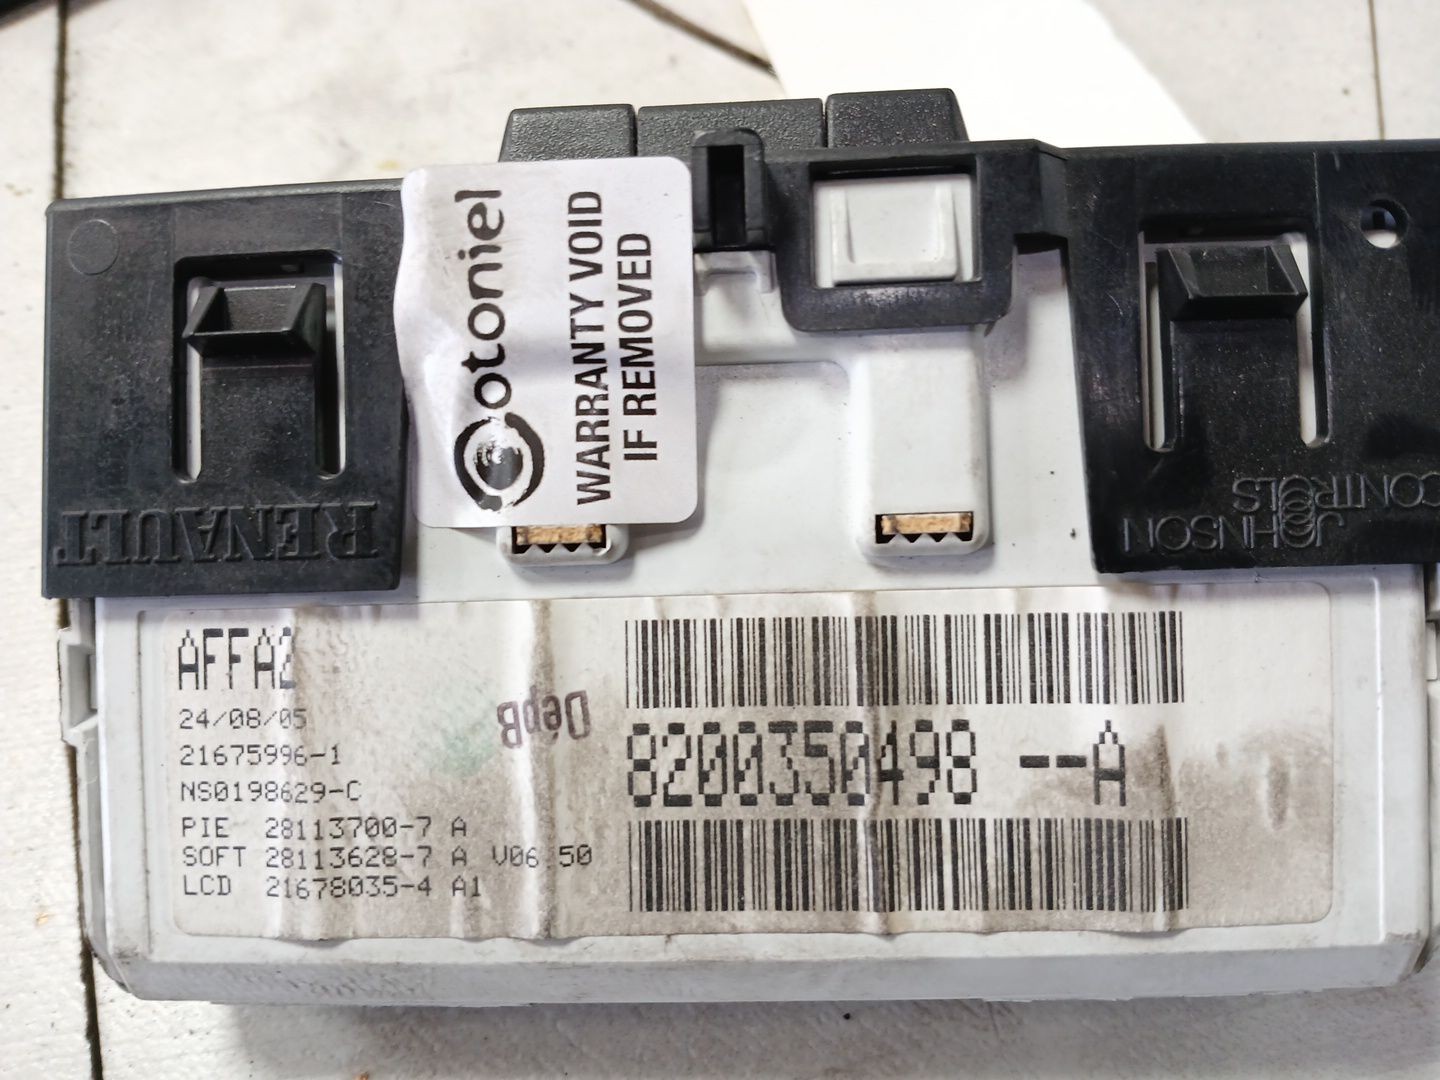 otoniel
WARRANTY VOID
IF REMOVED
RENAULT
JOHNSON
CONTROLS
AFFA2
24/08/05
21675996-1
NS0198629-C
PIE 28113700-7 A
SOFT 28113628-7 A V06.50
LCD 21678035-4 A1
DépB
8200350498 --A